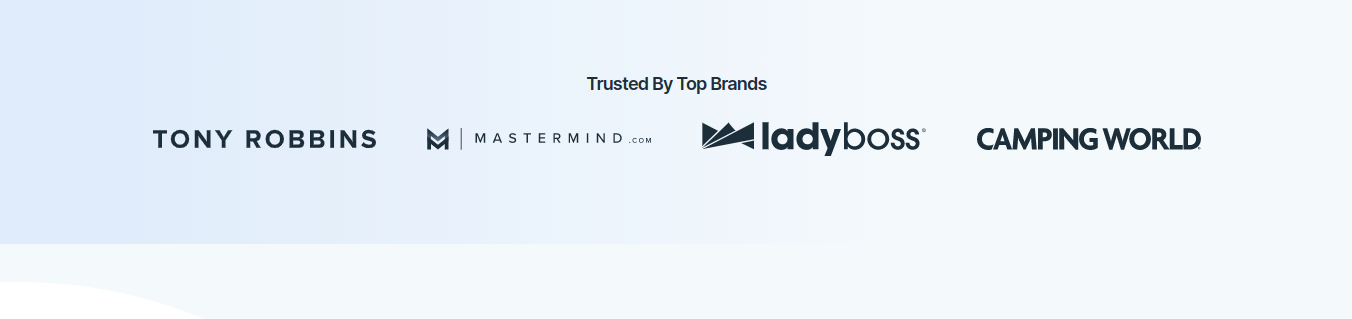 Trusted By Top Brands
TONY ROBBINS
MASTERMIND.COM
ladyboss
CAMPING WORLD